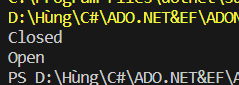 D:\Hùng\C#\ADO.NET&EF\ADON
Closed
Open
PS D:\Hùng\C#\ADO.NET&EF\A